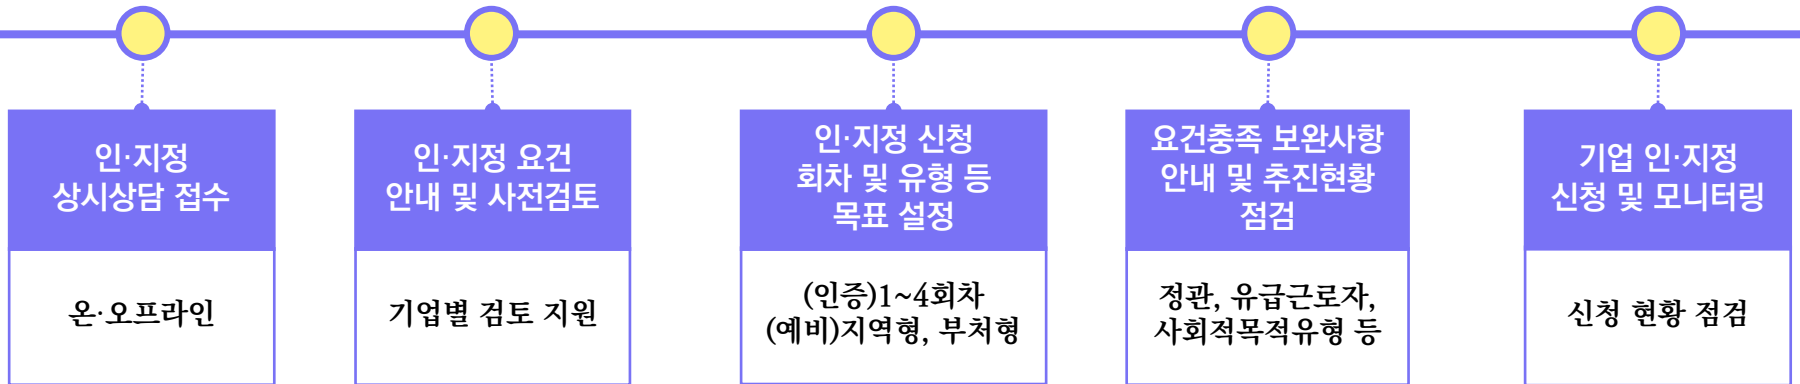 인·지정
상시상담 접수
온·오프라인
인·지정 요건
안내 및 사전검토
기업별 검토 지원
인·지정 신청
회차 및 유형 등
목표 설정
(인증)1~4회차
(예비)지역형, 부처형
요건충족 보완사항
안내 및 추진현황
점검
정관, 유급근로자,
사회적목적유형 등
기업 인·지정
신청 및 모니터링
신청 현황 점검